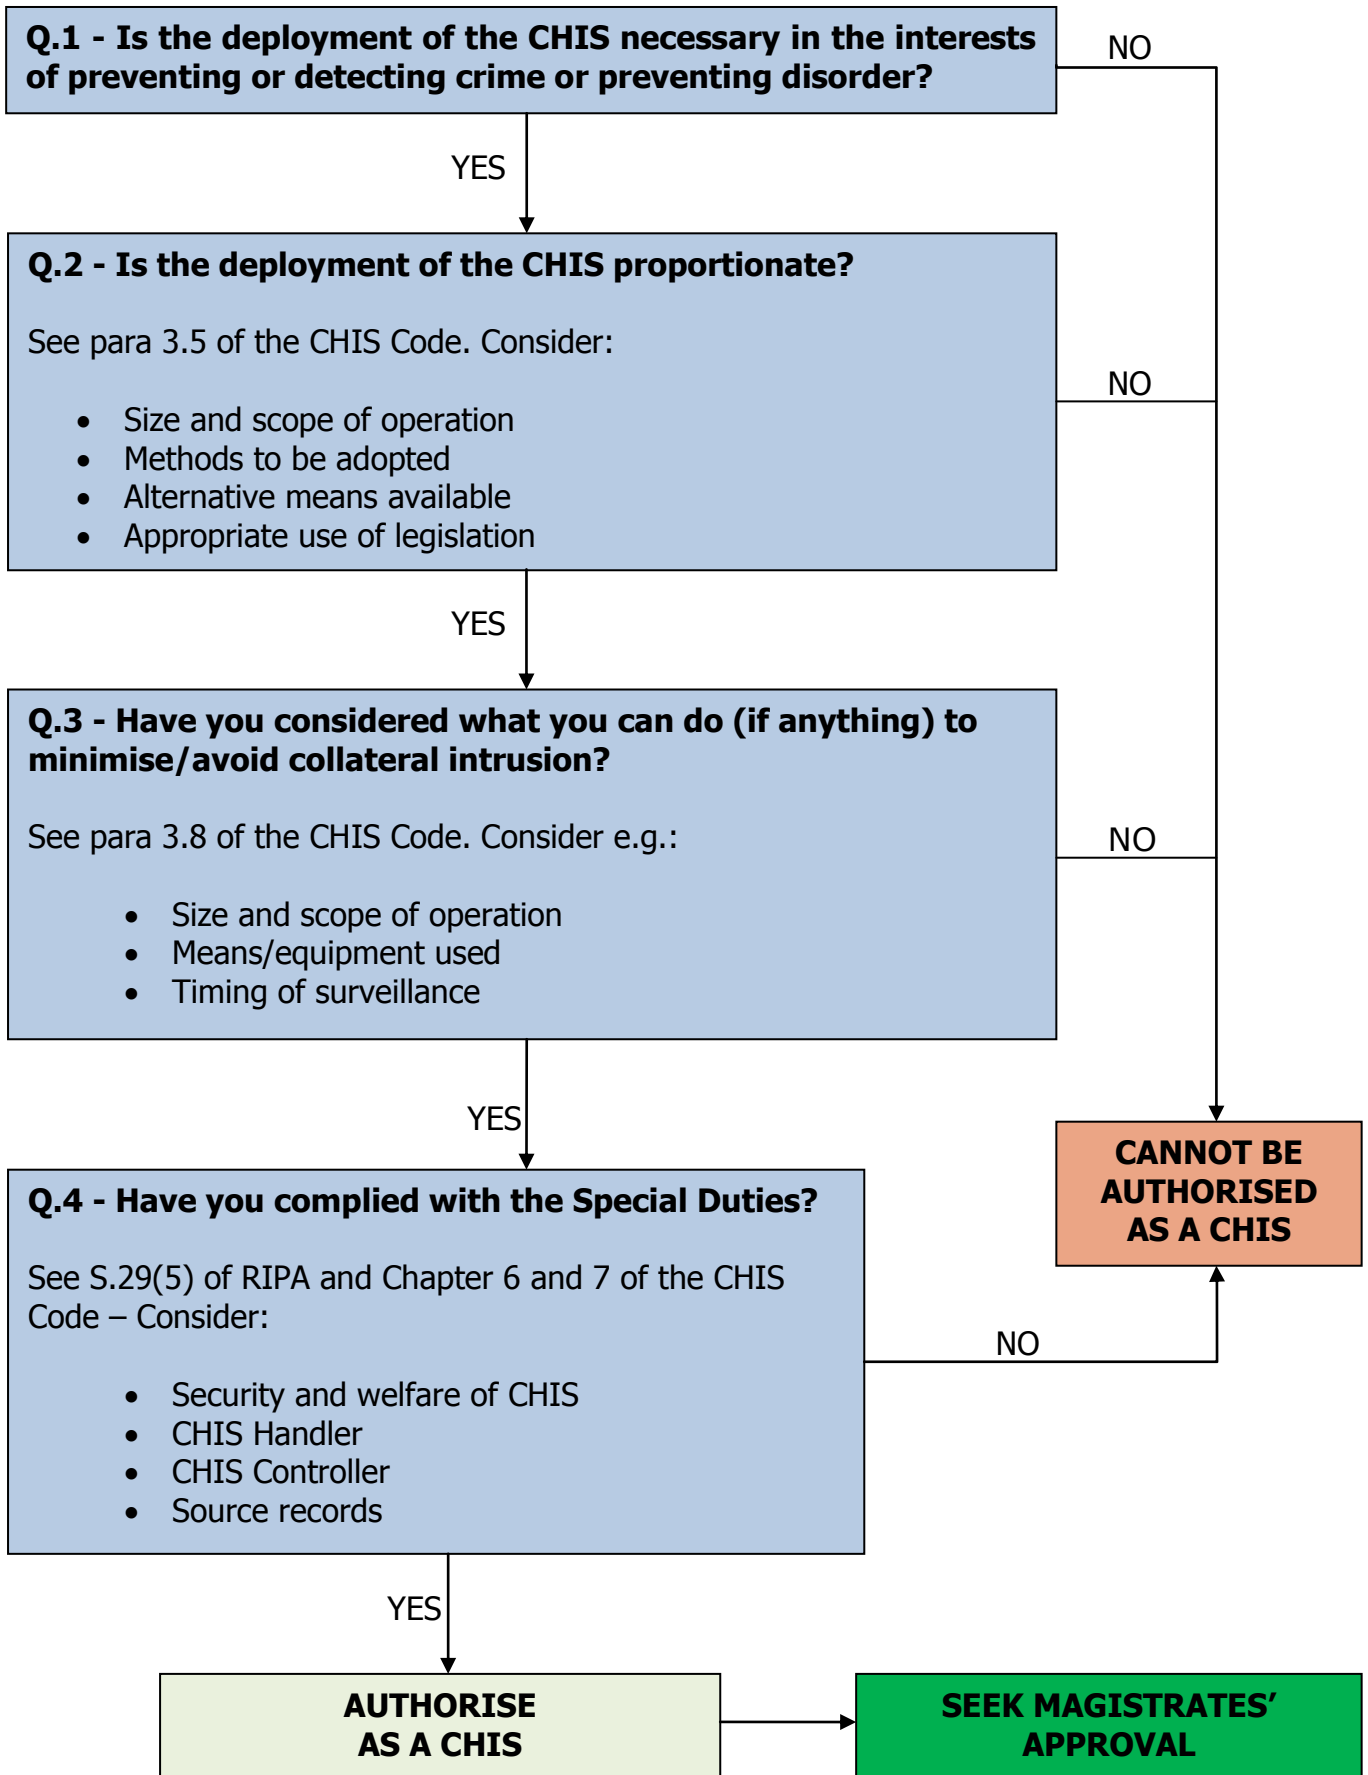 Q.1 - Is the deployment of the CHIS necessary in the interests
of preventing or detecting crime or preventing disorder?
NO
YES
Q.2 - Is the deployment of the CHIS proportionate?
See para 3.5 of the CHIS Code. Consider:
• Size and scope of operation
• Methods to be adopted
• Alternative means available
• Appropriate use of legislation
NO
YES
Q.3 - Have you considered what you can do (if anything) to
minimise/avoid collateral intrusion?
See para 3.8 of the CHIS Code. Consider e.g.:
• Size and scope of operation
• Means/equipment used
• Timing of surveillance
NO
YES
CANNOT BE
AUTHORISED
AS A CHIS
Q.4 - Have you complied with the Special Duties?
See S.29(5) of RIPA and Chapter 6 and 7 of the CHIS
Code – Consider:
• Security and welfare of CHIS
• CHIS Handler
• CHIS Controller
• Source records
NO
YES
AUTHORISE
AS A CHIS
SEEK MAGISTRATES’
APPROVAL